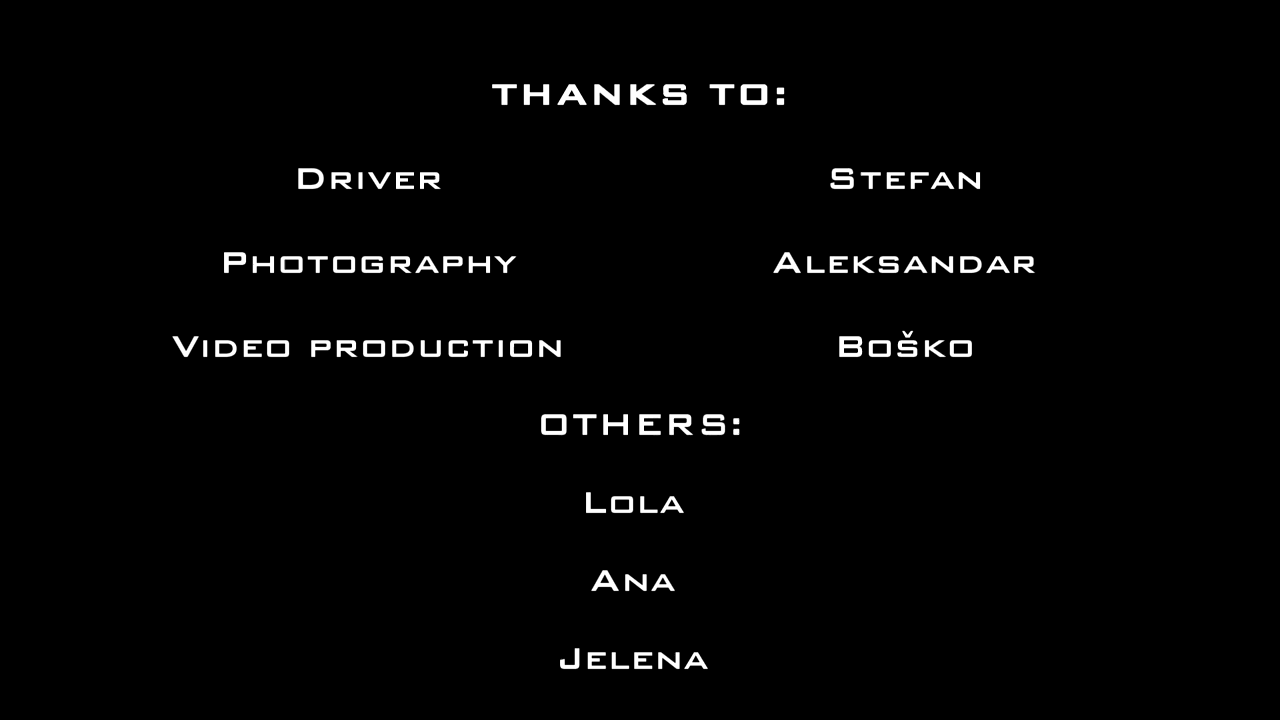 THANKS TO:
DRIVER STEFAN
PHOTOGRAPHY ALEKSANDAR
VIDEO PRODUCTION BOŠKO
OTHERS:
LOLA
ANA
JELENA